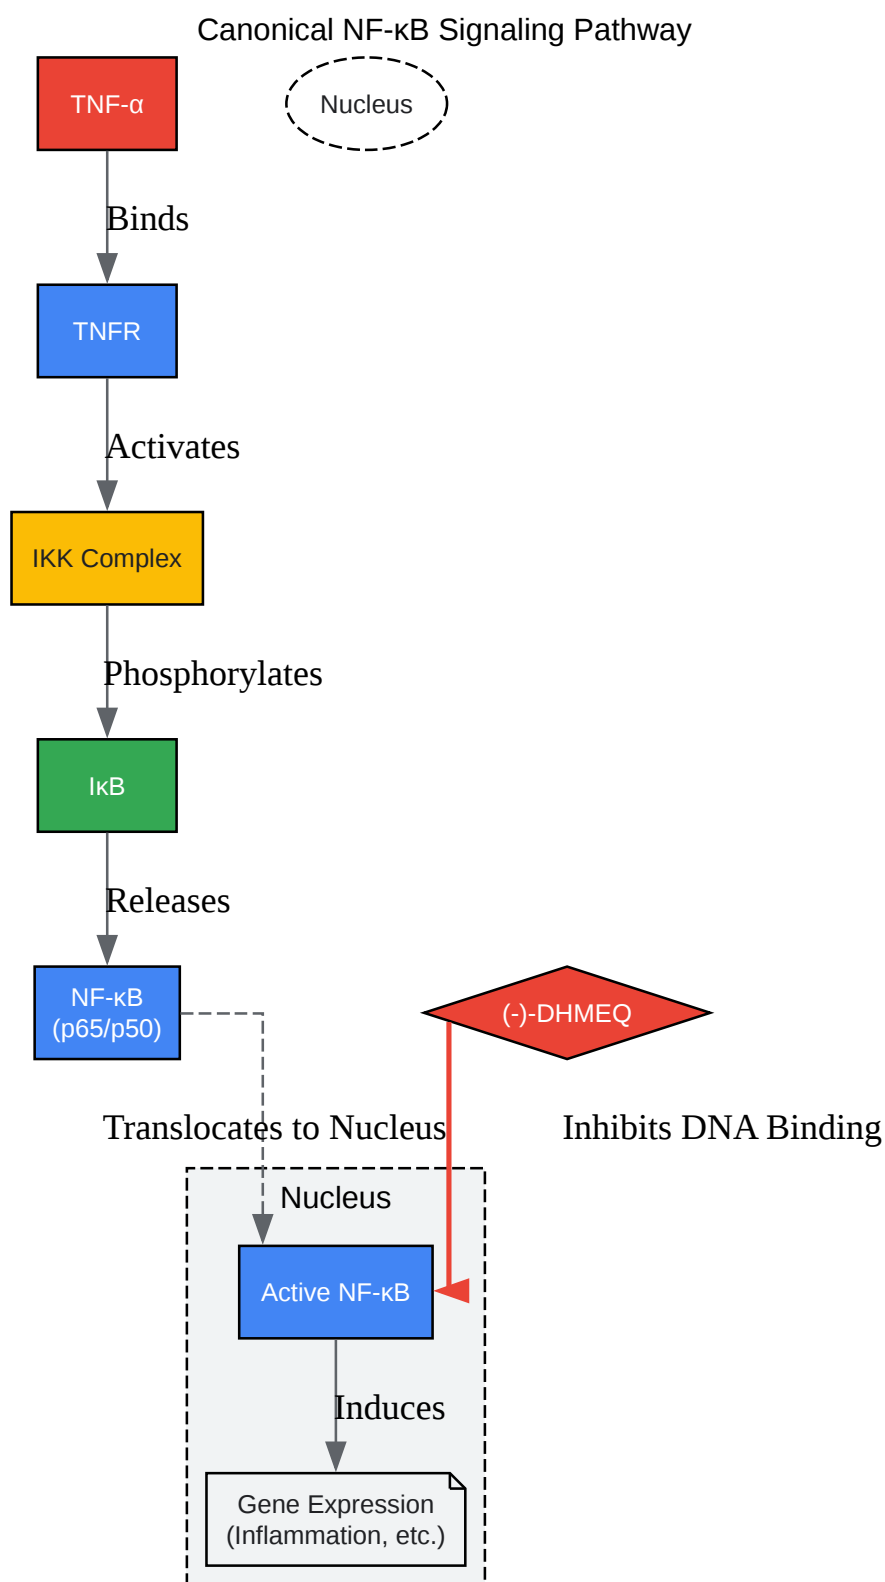 Canonical NF-κB Signaling Pathway
TNF-α
Nucleus
Binds
TNFR
Activates
IKK Complex
Phosphorylates
IκB
Releases
NF-κB
(p65/p50)
(-)-DHMEQ
Translocates to Nucleus
Inhibits DNA Binding
Nucleus
Active NF-κB
Induces
Gene Expression
(Inflammation, etc.)